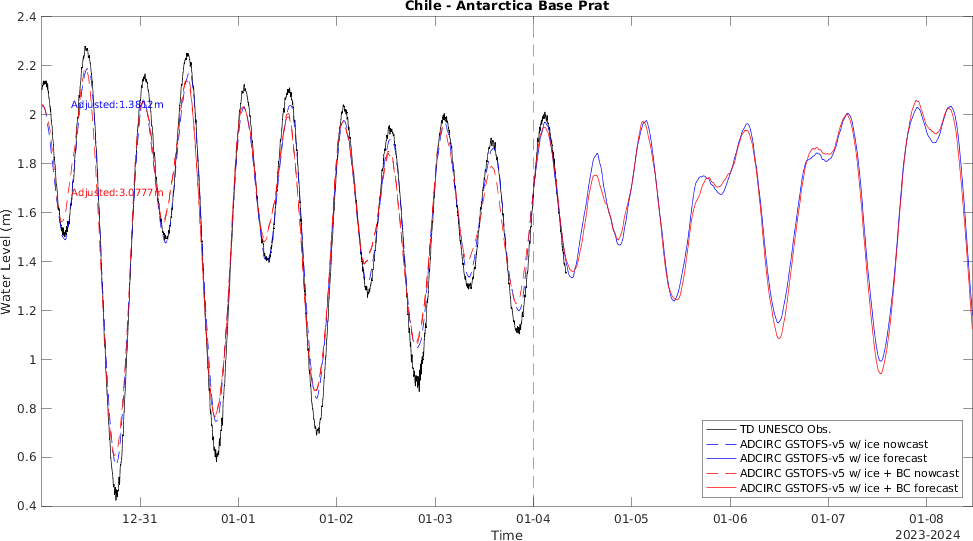 Chile - Antarctica Base Prat
2.4
2.2
2
1.8
1.6
1.4
1.2
1
0.8
0.6
0.4
Water Level (m)
Adjusted:1.3812m
Adjusted:3.0777m
TD UNESCO Obs.
ADCIRC GSTOFS-v5 w/ ice nowcast
ADCIRC GSTOFS-v5 w/ ice forecast
ADCIRC GSTOFS-v5 w/ ice + BC nowcast
ADCIRC GSTOFS-v5 w/ ice + BC forecast
12-31 01-01 01-02 01-03 01-04 01-05 01-06 01-07 01-08
Time
2023-2024